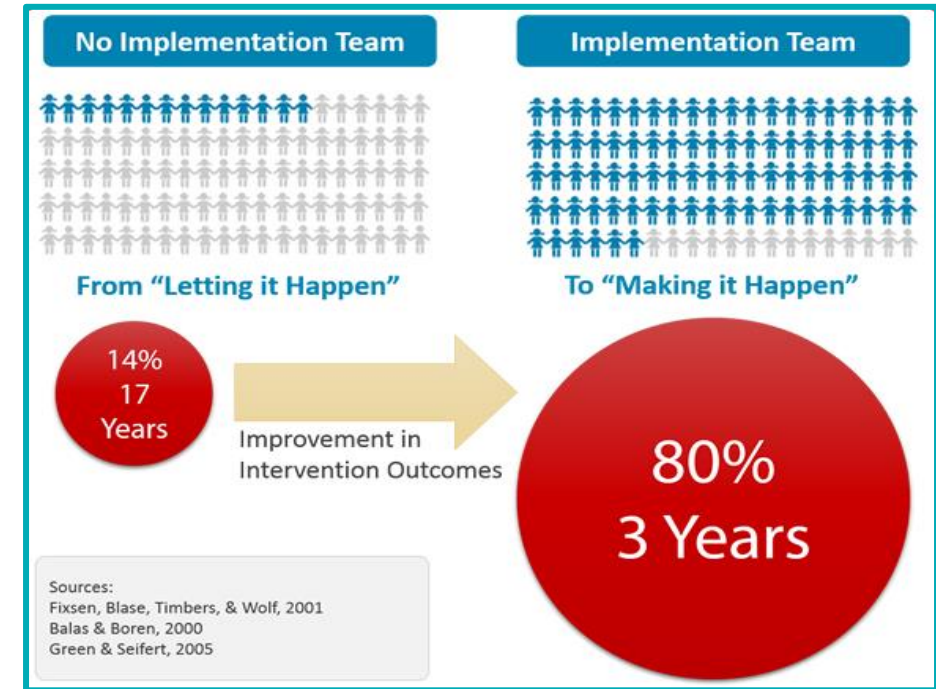 No Implementation Team
Implementation Team
From “Letting it Happen”
To “Making it Happen”
14%
17
Years
Improvement in
Intervention Outcomes
80%
3 Years
Sources:
Fixsen, Blase, Timbers, & Wolf, 2001
Balas & Boren, 2000
Green & Seifert, 2005